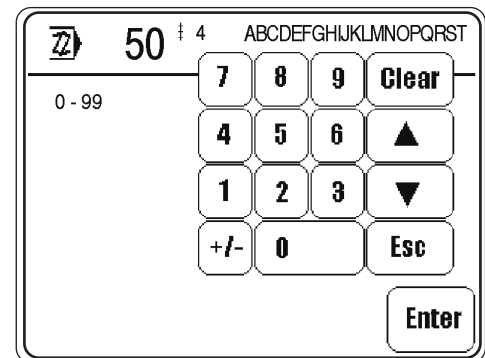 50 4 ABCDEFGHIJKLMNOPQRST
7 8 9 Clear
0 - 99
4 5 6 ▲
1 2 3 ▼
+/- 0 Esc
Enter